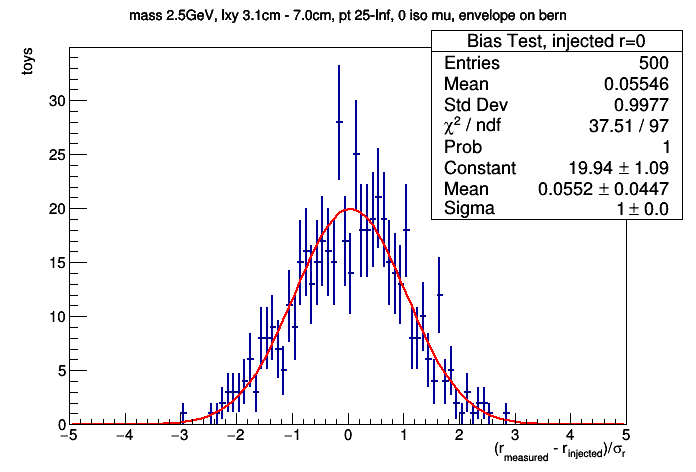 mass 2.5GeV, lxy 3.1cm - 7.0cm, pt 25-Inf, 0 iso mu, envelope on bern
Bias Test, injected r=0
Entries 500
Mean 0.05546
Std Dev 0.9977
χ² / ndf 37.51 / 97
Prob 1
Constant 19.94 ± 1.09
Mean 0.0552 ± 0.0447
Sigma 1 ± 0.0
toys
30
25
20
15
10
5
0
−5 −4 −3 −2 −1 0 1 2 3 4 5
(r_measured - r_injected)/σ_r